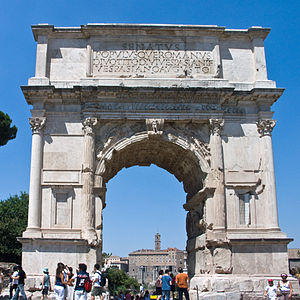 SENATVS
POPVLVSQVE·ROMANVS
DIVO·TITO·DIVI·VESPASIANI·F
VESPASIANO·AVGVSTO